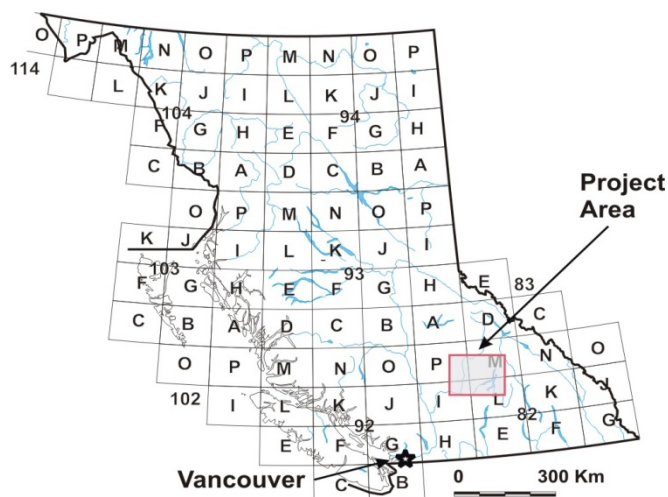 O P M N O P M N O P
114 L K J I L K J I
104 94
F G H E F G H
C B A D C B A
O P M N O P
Project
Area
K J I L K J I
103 93 E 83
F G H E F G H
C B A D C B A D C
O P M N O P M N O
102 I L K J I L K
92 82
E F G H E F G
Vancouver
C B
0 300 Km